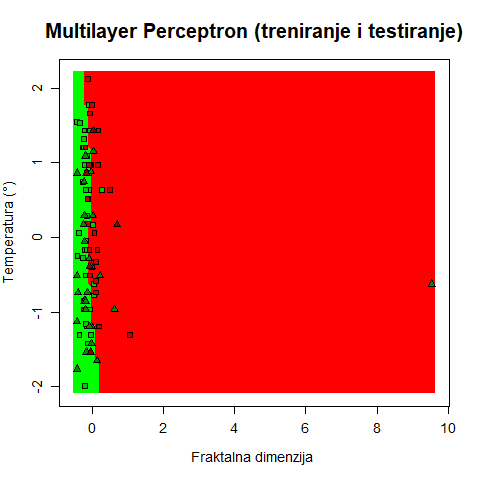 Multilayer Perceptron (treniranje i testiranje)
Temperatura (°)
2
1
0
-1
-2
0 2 4 6 8 10
Fraktalna dimenzija